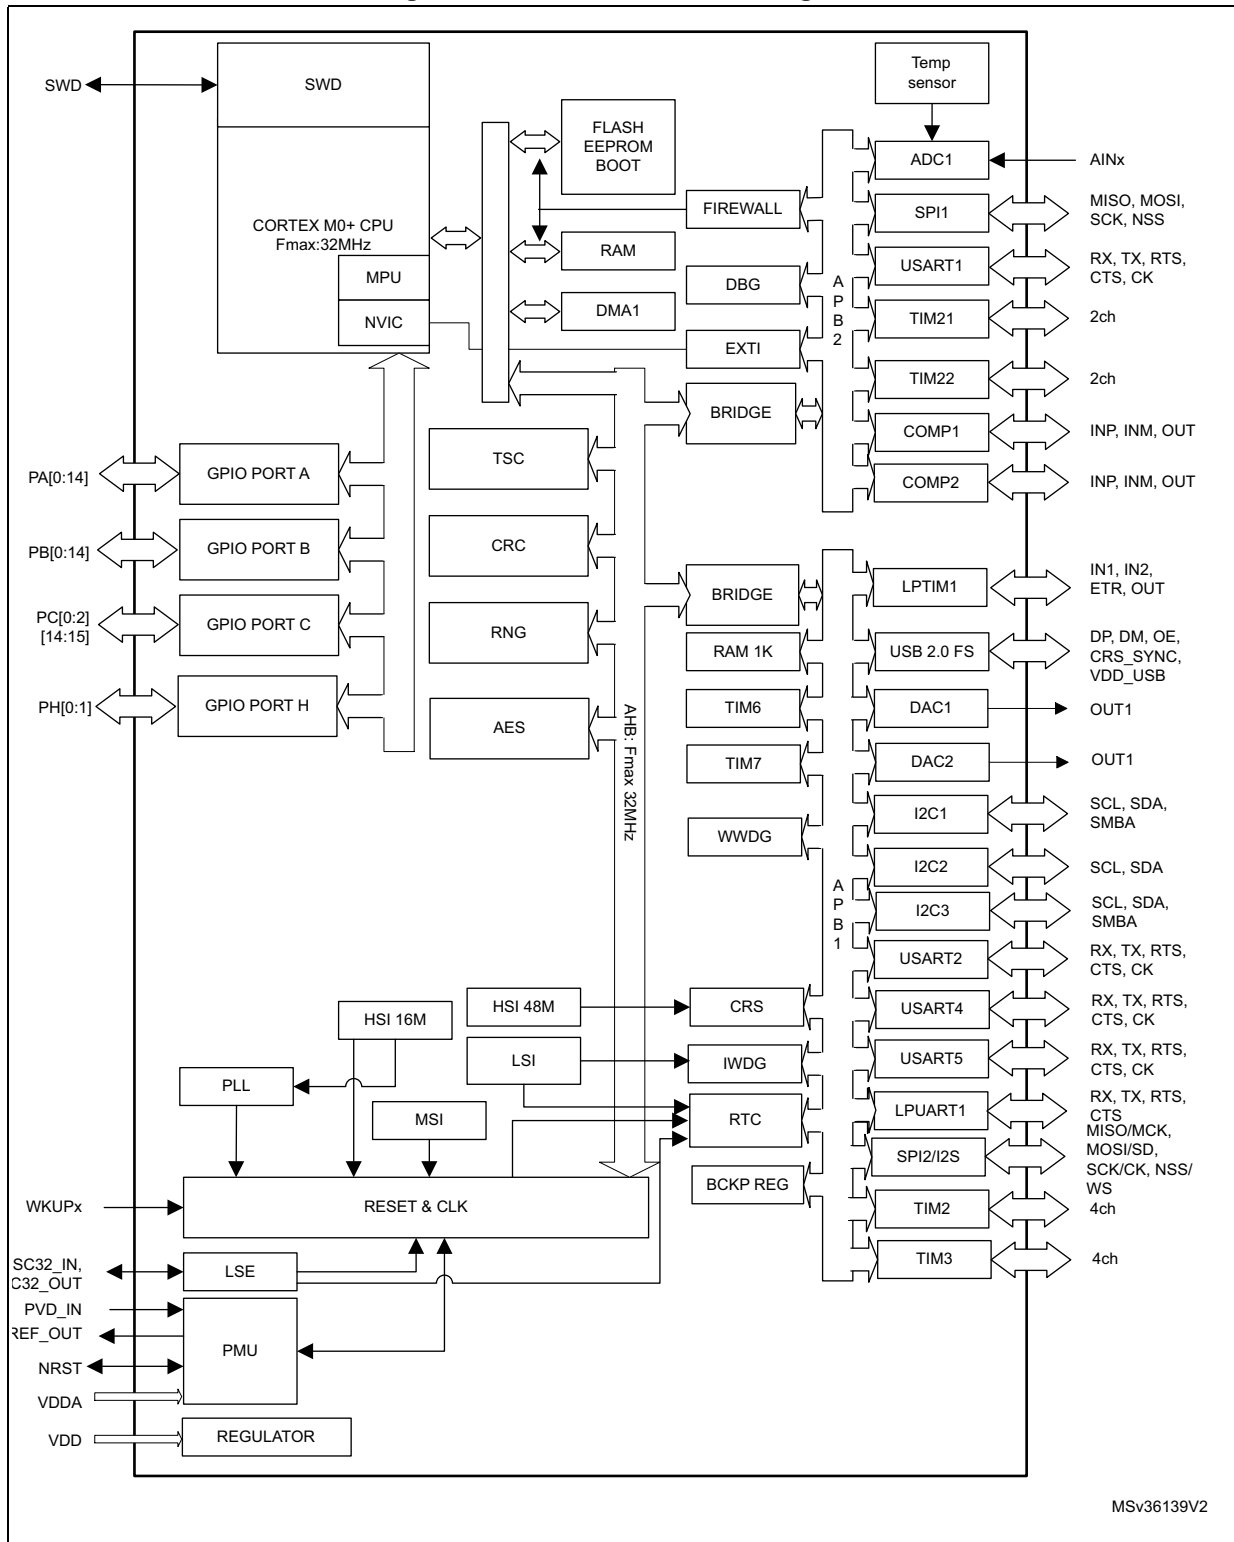 SWD
SWD
Temp
sensor
FLASH
EEPROM
BOOT
ADC1
AINx
CORTEX M0+ CPU
Fmax:32MHz
FIREWALL
SPI1
MISO, MOSI,
SCK, NSS
RAM
MPU
DBG
USART1
RX, TX, RTS,
CTS, CK
A
P
B
2
NVIC
DMA1
TIM21
2ch
EXTI
TIM22
2ch
BRIDGE
COMP1
INP, INM, OUT
TSC
COMP2
INP, INM, OUT
PA[0:14]
GPIO PORT A
PB[0:14]
GPIO PORT B
CRC
PC[0:2]
[14:15]
GPIO PORT C
RNG
PH[0:1]
GPIO PORT H
AES
AHB: Fmax 32MHz
BRIDGE
LPTIM1
IN1, IN2,
ETR, OUT
RAM 1K
USB 2.0 FS
DP, DM, OE,
CRS_SYNC,
VDD_USB
TIM6
DAC1
OUT1
TIM7
DAC2
OUT1
WWDG
I2C1
SCL, SDA,
SMBA
I2C2
SCL, SDA
A
P
B
1
I2C3
SCL, SDA,
SMBA
USART2
RX, TX, RTS,
CTS, CK
HSI 16M
HSI 48M
CRS
USART4
RX, TX, RTS,
CTS, CK
LSI
IWDG
USART5
RX, TX, RTS,
CTS, CK
PLL
MSI
RTC
LPUART1
RX, TX, RTS,
CTS
SPI2/I2S
MISO/MCK,
MOSI/SD,
SCK/CK, NSS/
WS
BCKP REG
WKUPx
RESET & CLK
TIM2
4ch
SC32_IN,
C32_OUT
LSE
TIM3
4ch
PVD_IN
REF_OUT
PMU
NRST
VDDA
VDD
REGULATOR
MSv36139V2